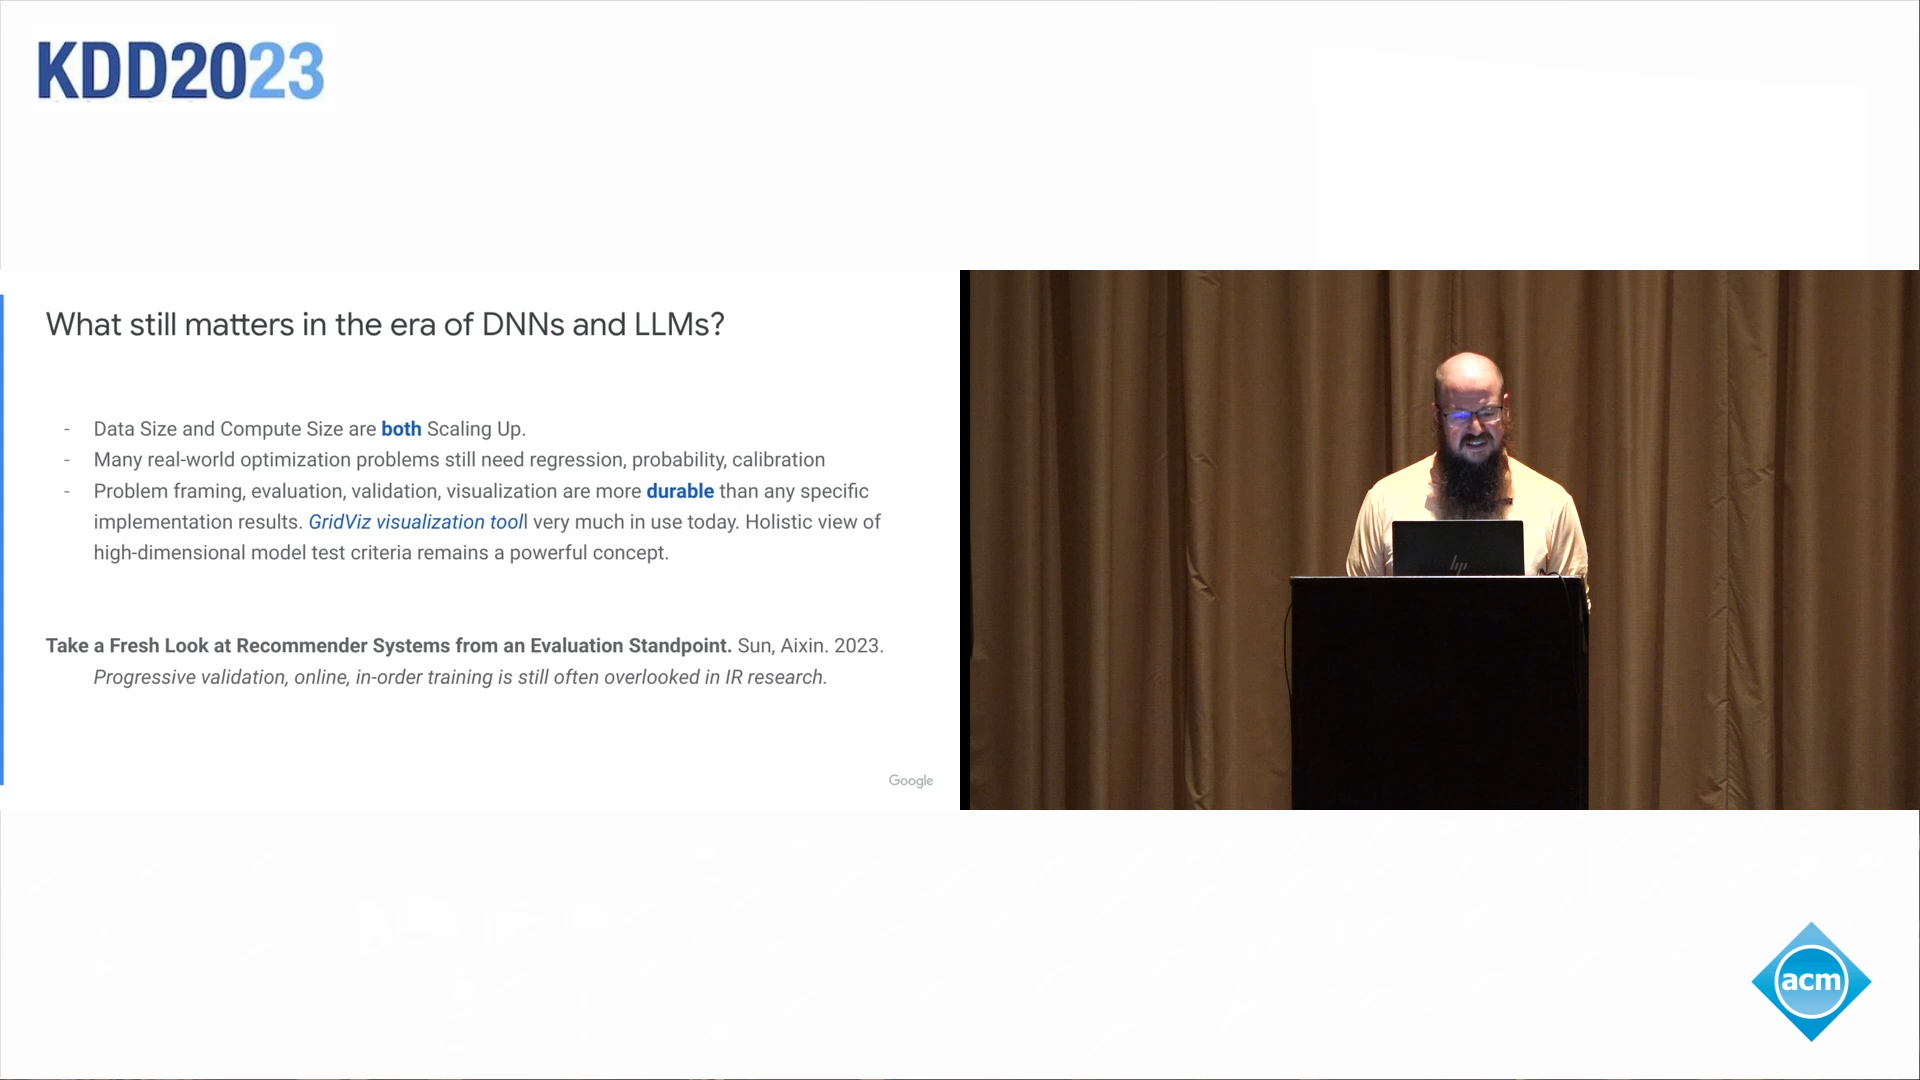 KDD2023
What still matters in the era of DNNs and LLMs?
- Data Size and Compute Size are both Scaling Up.
- Many real-world optimization problems still need regression, probability, calibration
- Problem framing, evaluation, validation, visualization are more durable than any specific
implementation results. GridViz visualization tooll very much in use today. Holistic view of
high-dimensional model test criteria remains a powerful concept.
Take a Fresh Look at Recommender Systems from an Evaluation Standpoint. Sun, Aixin. 2023.
Progressive validation, online, in-order training is still often overlooked in IR research.
Google
hp
acm